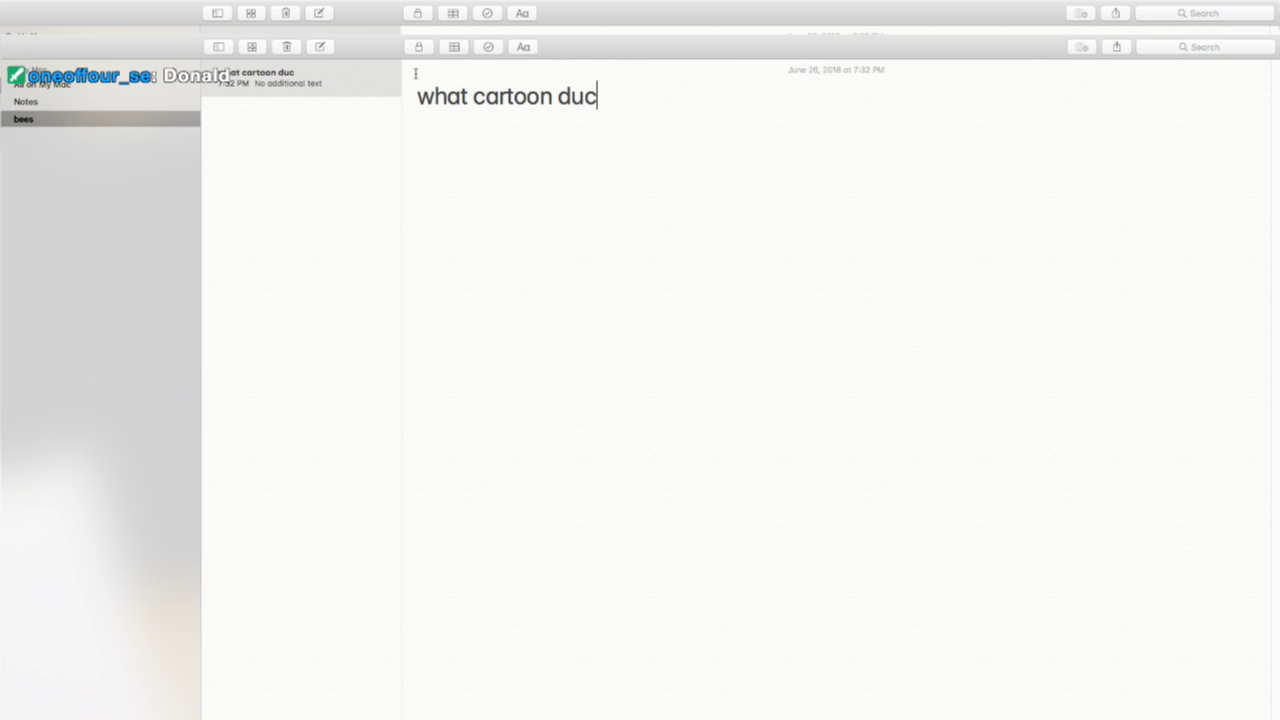 Aa
Search
Aa
Search
oneoffour_se: Donald
what cartoon duc
7:32 PM No additional text
All on My Mac
Notes
bees
June 26, 2018 at 7:32 PM
what cartoon duc